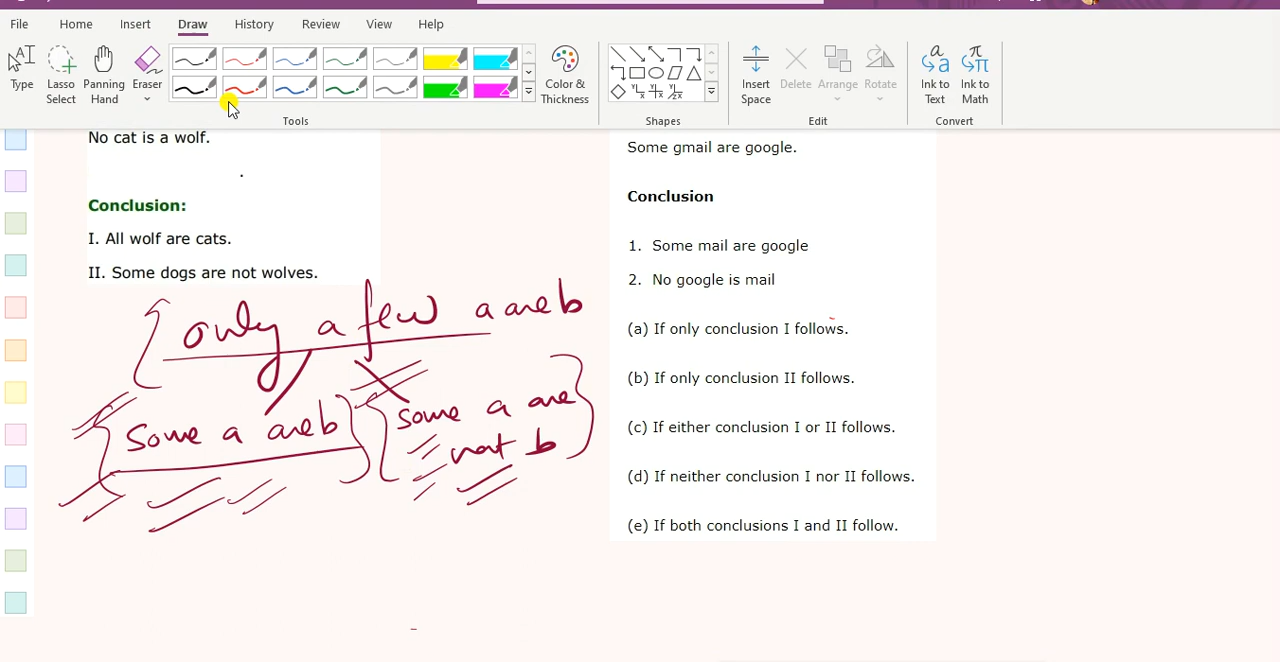 File Home Insert Draw History Review View Help
Type
Lasso Select
Panning Hand
Eraser
Color & Thickness
Insert Space
Delete
Arrange
Rotate
Ink to Text
Ink to Math
Tools
Shapes
Edit
Convert
No cat is a wolf.
Conclusion:
I. All wolf are cats.
II. Some dogs are not wolves.
only a few a are b
some a are b
some a are
not b
Some gmail are google.
Conclusion
1. Some mail are google
2. No google is mail
(a) If only conclusion I follows.
(b) If only conclusion II follows.
(c) If either conclusion I or II follows.
(d) If neither conclusion I nor II follows.
(e) If both conclusions I and II follow.